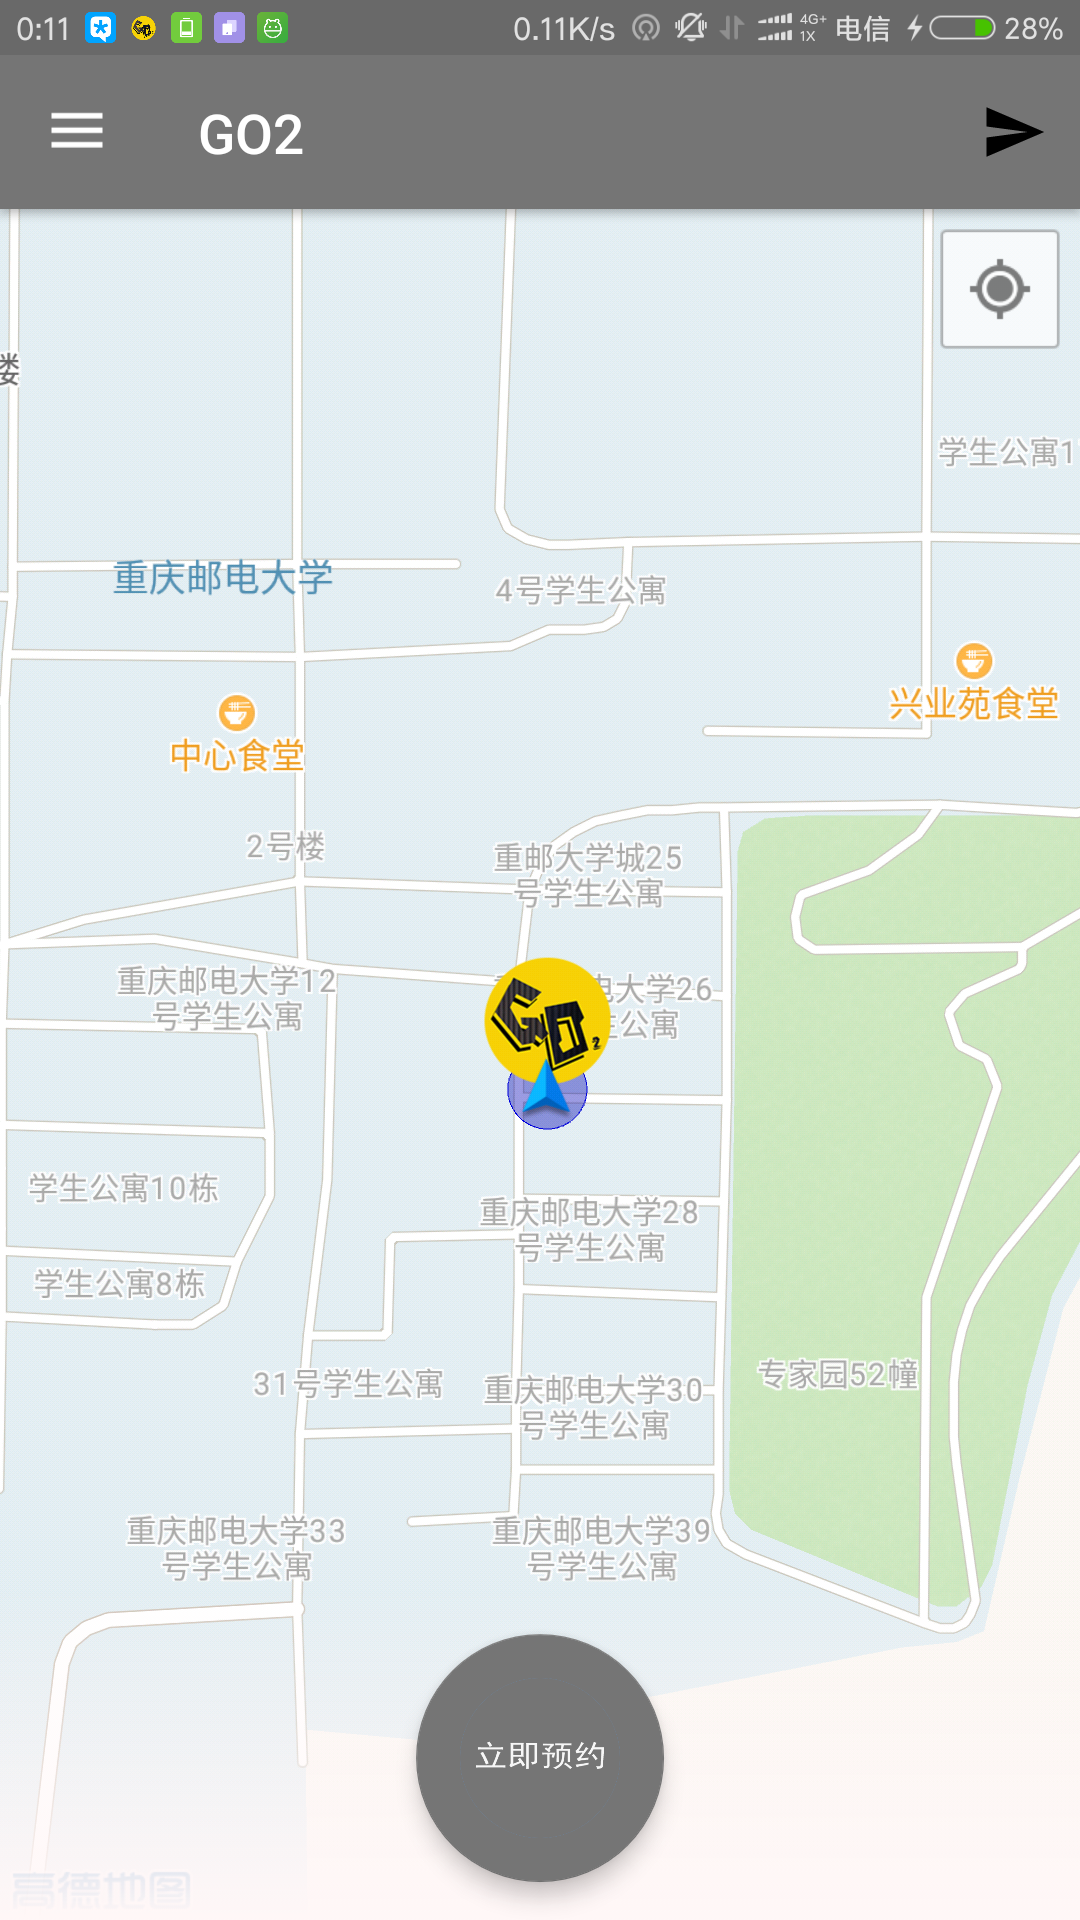 0:11
0.11K/s
4G+
1X
电信
28%
GO2
楼
学生公寓1
重庆邮电大学
4号学生公寓
兴业苑食堂
中心食堂
2号楼
重邮大学城25
号学生公寓
重庆邮电大学12
号学生公寓
电大学26
生公寓
GO2
学生公寓10栋
重庆邮电大学28
号学生公寓
学生公寓8栋
专家园52幢
31号学生公寓
重庆邮电大学30
号学生公寓
重庆邮电大学33
号学生公寓
重庆邮电大学39
号学生公寓
立即预约
高德地图